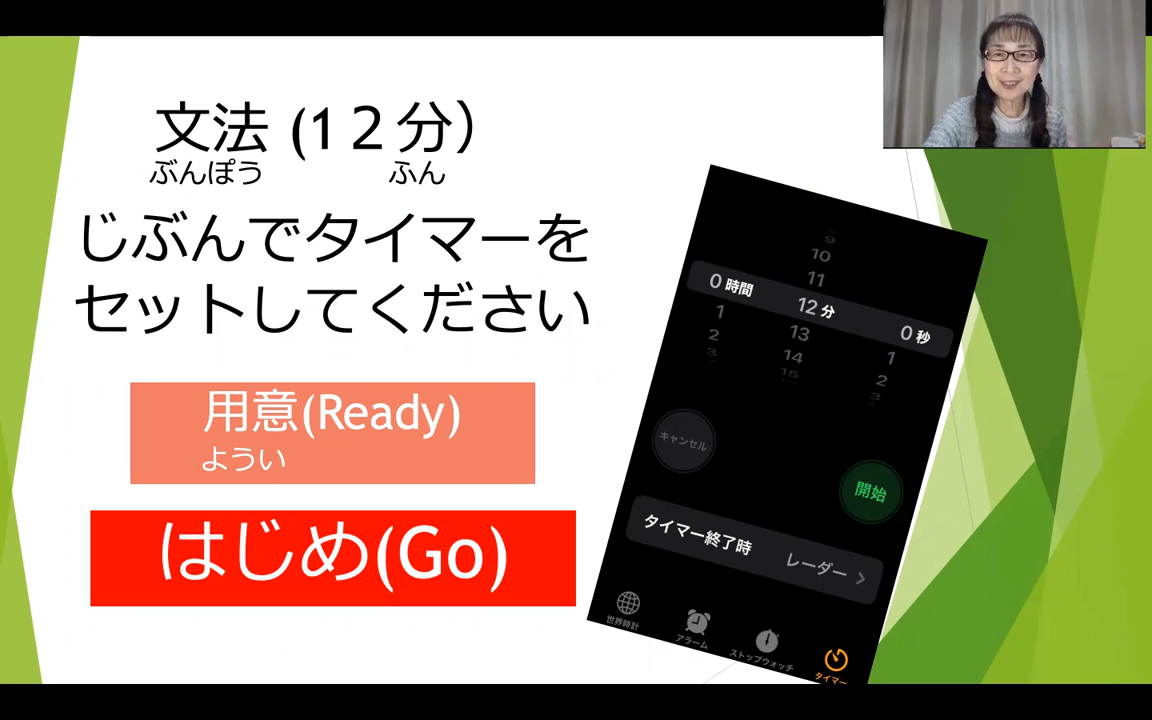 文法 (1２分）
ぶんぽう ふん
じぶんでタイマーを
セットしてください
用意(Ready)
ようい
はじめ(Go)
9
10
11
0 時間 12 分 0 秒
1 13 1
2 14 2
3 15 3
キャンセル
開始
タイマー終了時 レーダー >
世界時計
アラーム
ストップウォッチ
タイマー